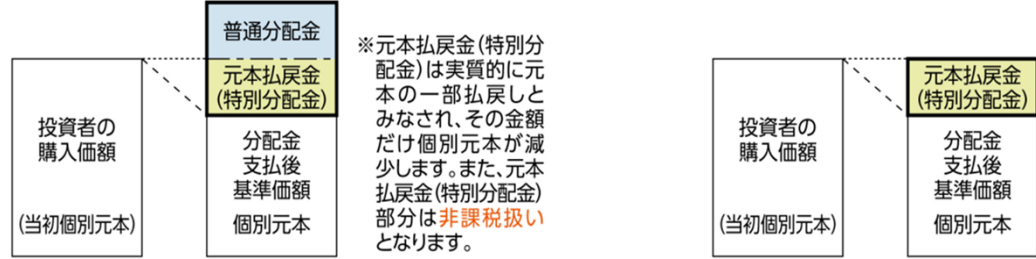 投資者の
購入価額
(当初個別元本)
普通分配金
元本払戻金
(特別分配金)
分配金
支払後
基準価額
個別元本
※元本払戻金(特別分
配金)は実質的に元
本の一部払戻しと
みなされ、その金額
だけ個別元本が減
少します。また、元本
払戻金(特別分配金)
部分は非課税扱い
となります。
投資者の
購入価額
(当初個別元本)
元本払戻金
(特別分配金)
分配金
支払後
基準価額
個別元本